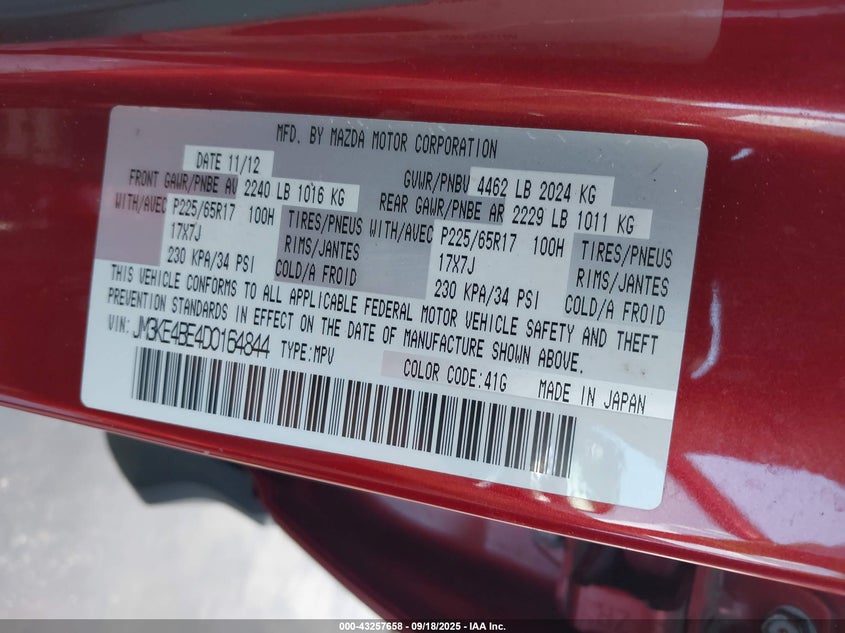 MFD. BY MAZDA MOTOR CORPORATION
DATE 11/12 GVWR/PNBV 4462 LB 2024 KG
FRONT GAWR/PNBE AV 2240 LB 1016 KG REAR GAWR/PNBE AR 2229 LB 1011 KG
WITH/AVEC P225/65R17 100H TIRES/PNEUS WITH/AVEC P225/65R17 100H TIRES/PNEUS
17X7J RIMS/JANTES 17X7J RIMS/JANTES
230 KPA/34 PSI COLD/A FROID 230 KPA/34 PSI COLD/A FROID
THIS VEHICLE CONFORMS TO ALL APPLICABLE FEDERAL MOTOR VEHICLE SAFETY AND THEFT
PREVENTION STANDARDS IN EFFECT ON THE DATE OF MANUFACTURE SHOWN ABOVE.
VIN: JM3KE4BE4D0164844 TYPE:MPV
COLOR CODE:41G MADE IN JAPAN
000-43257658 - 09/18/2025 - IAA Inc.